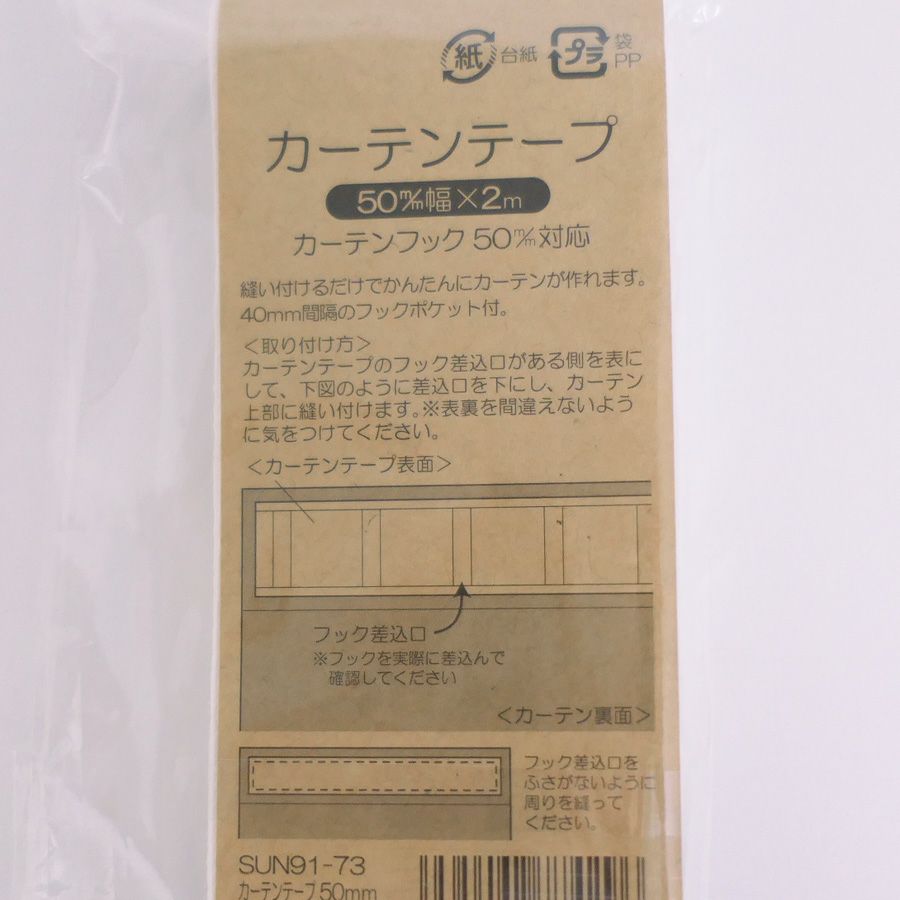 紙 台紙 プラ 袋 PP
カーテンテープ
50㎜幅×2m
カーテンフック50㎜対応
縫い付けるだけでかんたんにカーテンが作れます。
40mm間隔のフックポケット付。
<取り付け方>
カーテンテープのフック差込口がある側を表に
して、下図のように差込口を下にし、カーテン
上部に縫い付けます。※表裏を間違えないよう
に気をつけてください。
<カーテンテープ表面>
フック差込口
※フックを実際に差込んで
確認してください
<カーテン裏面>
フック差込口を
ふさがないように
周りを縫って
ください。
SUN91-73
カーテンテープ50mm